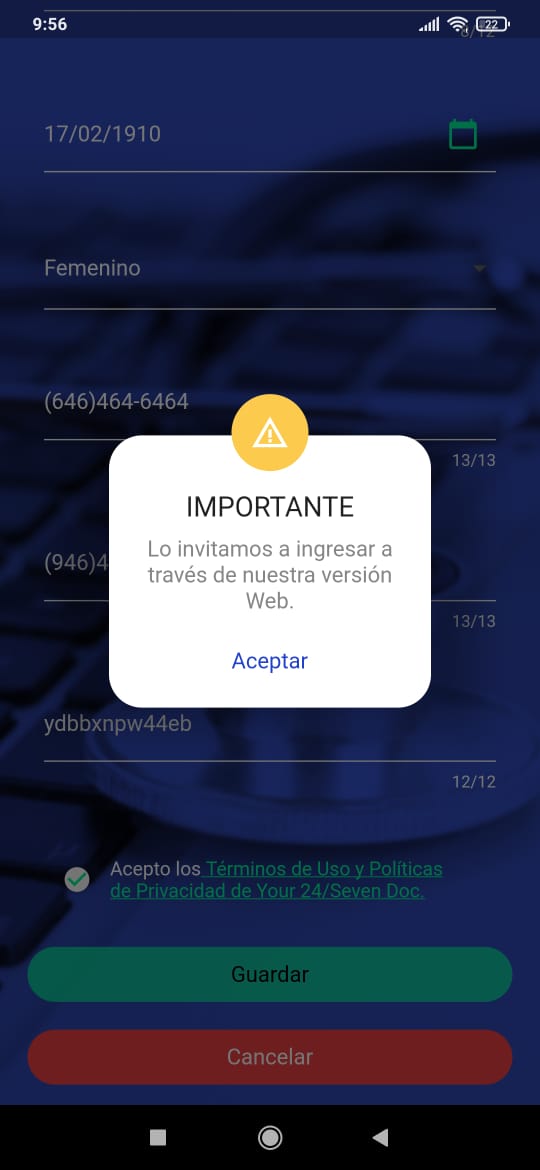 9:56
22
6/12
17/02/1910
Femenino
(646)464-6464
13/13
IMPORTANTE
Lo invitamos a ingresar a
través de nuestra versión
Web.
Aceptar
(946)4
13/13
ydbbxnpw44eb
12/12
Acepto los Términos de Uso y Políticas
de Privacidad de Your 24/Seven Doc.
Guardar
Cancelar